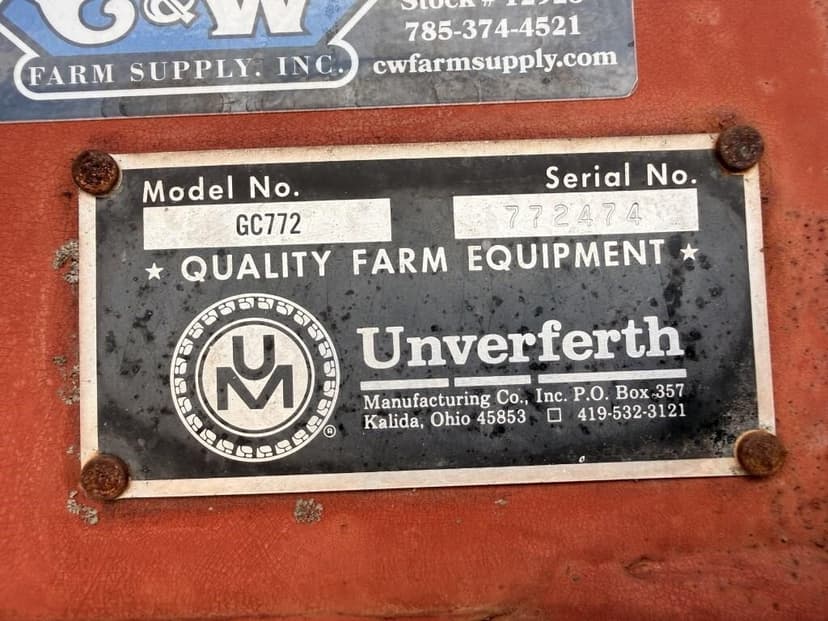 C&W
FARM SUPPLY. INC.
Stock #
785-374-4521
cwfarmsupply.com
Model No. Serial No.
GC772 772474
★ QUALITY FARM EQUIPMENT ★
UM
®
Unverferth
Manufacturing Co., Inc. P.O. Box 357
Kalida, Ohio 45853 □ 419-532-3121